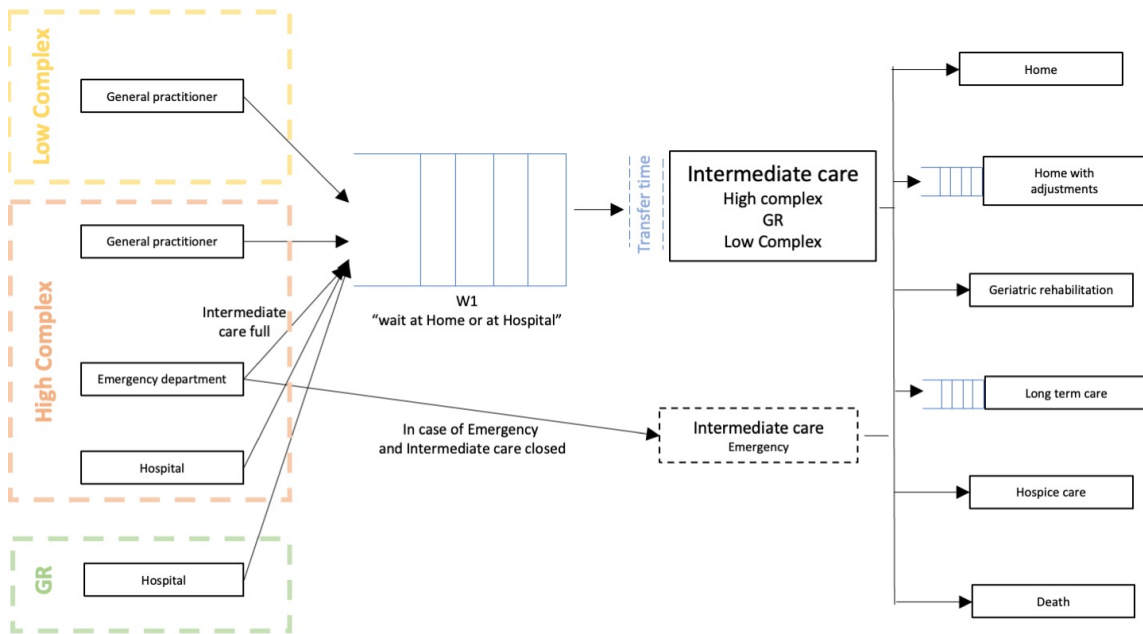 Low Complex
General practitioner
High Complex
General practitioner
Intermediate
care full
Emergency department
Hospital
GR
Hospital
W1
“wait at Home or at Hospital”
In case of Emergency
and Intermediate care closed
Transfer time
Intermediate care
High complex
GR
Low Complex
Intermediate care
Emergency
Home
Home with
adjustments
Geriatric rehabilitation
Long term care
Hospice care
Death